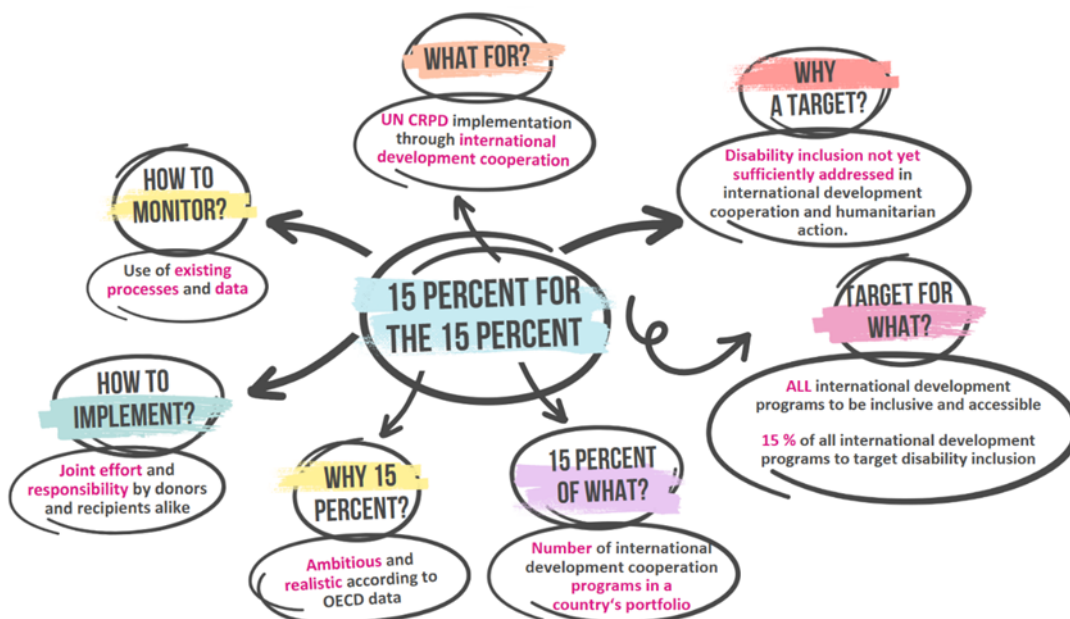 WHAT FOR?
UN CRPD implementation
through international
development cooperation
WHY
A TARGET?
Disability inclusion not yet
sufficiently addressed in
international development
cooperation and humanitarian
action.
HOW TO
MONITOR?
Use of existing
processes and data
15 PERCENT FOR
THE 15 PERCENT
TARGET FOR
WHAT?
ALL international development
programs to be inclusive and accessible
15 % of all international development
programs to target disability inclusion
HOW TO
IMPLEMENT?
Joint effort and
responsibility by donors
and recipients alike
WHY 15
PERCENT?
Ambitious and
realistic according to
OECD data
15 PERCENT
OF WHAT?
Number of international
development cooperation
programs in a
country‘s portfolio